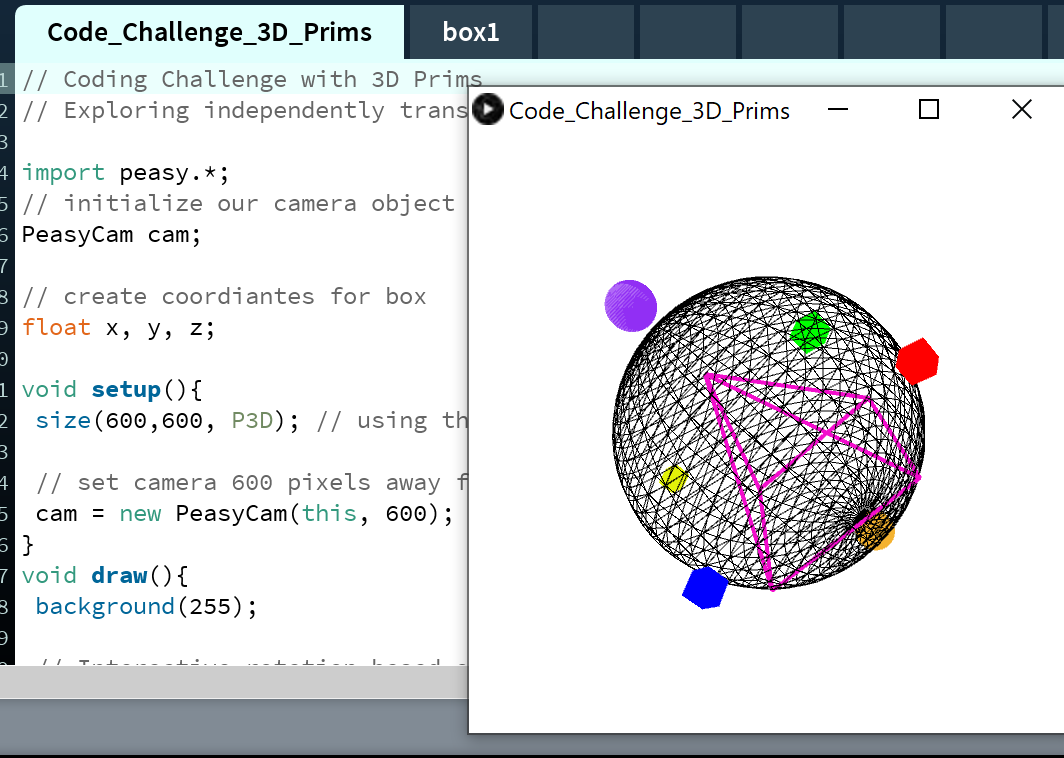 Code_Challenge_3D_Prims box1
1 // Coding Challenge with 3D Prims
2 // Exploring independently trans
3
4 import peasy.*;
5 // initialize our camera object
6 PeasyCam cam;
7
8 // create coordiantes for box
9 float x, y, z;
0
1 void setup(){
2 size(600,600, P3D); // using th
3
4 // set camera 600 pixels away f
5 cam = new PeasyCam(this, 600);
6 }
7 void draw(){
8 background(255);
9
// Interactive rotation based
Code_Challenge_3D_Prims